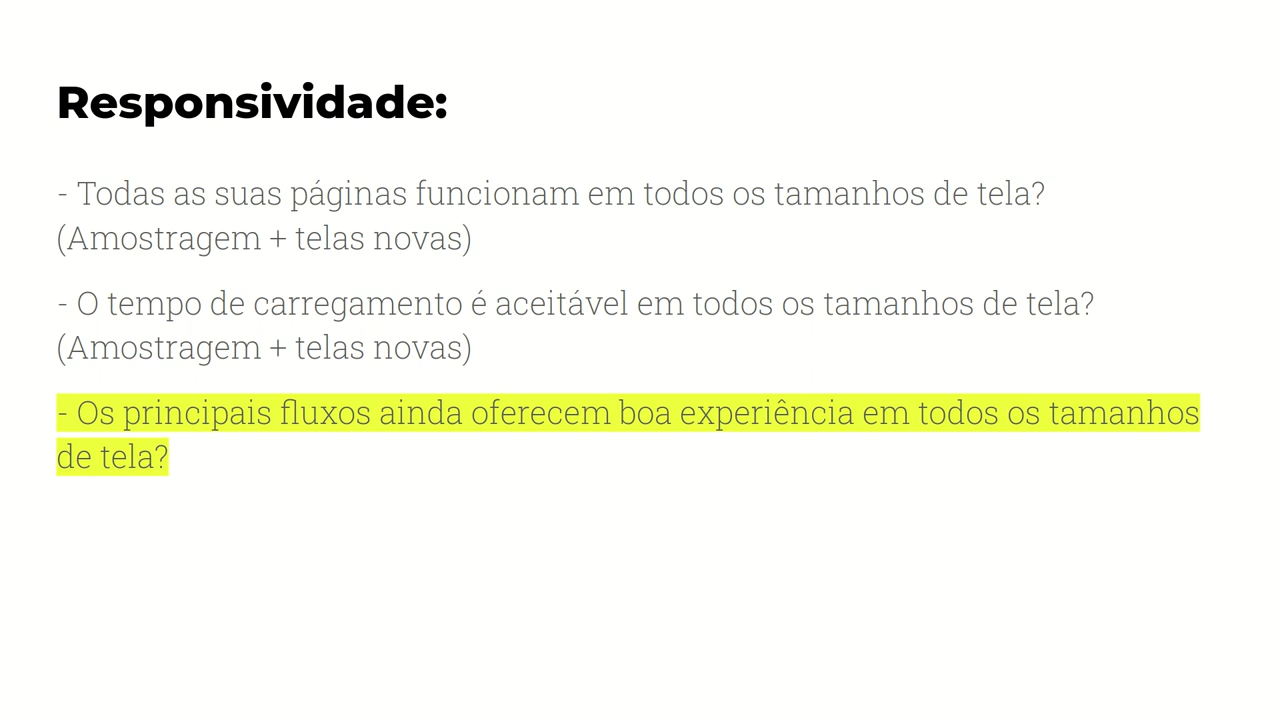 Responsividade:
- Todas as suas páginas funcionam em todos os tamanhos de tela?
(Amostragem + telas novas)
- O tempo de carregamento é aceitável em todos os tamanhos de tela?
(Amostragem + telas novas)
- Os principais fluxos ainda oferecem boa experiência em todos os tamanhos
de tela?